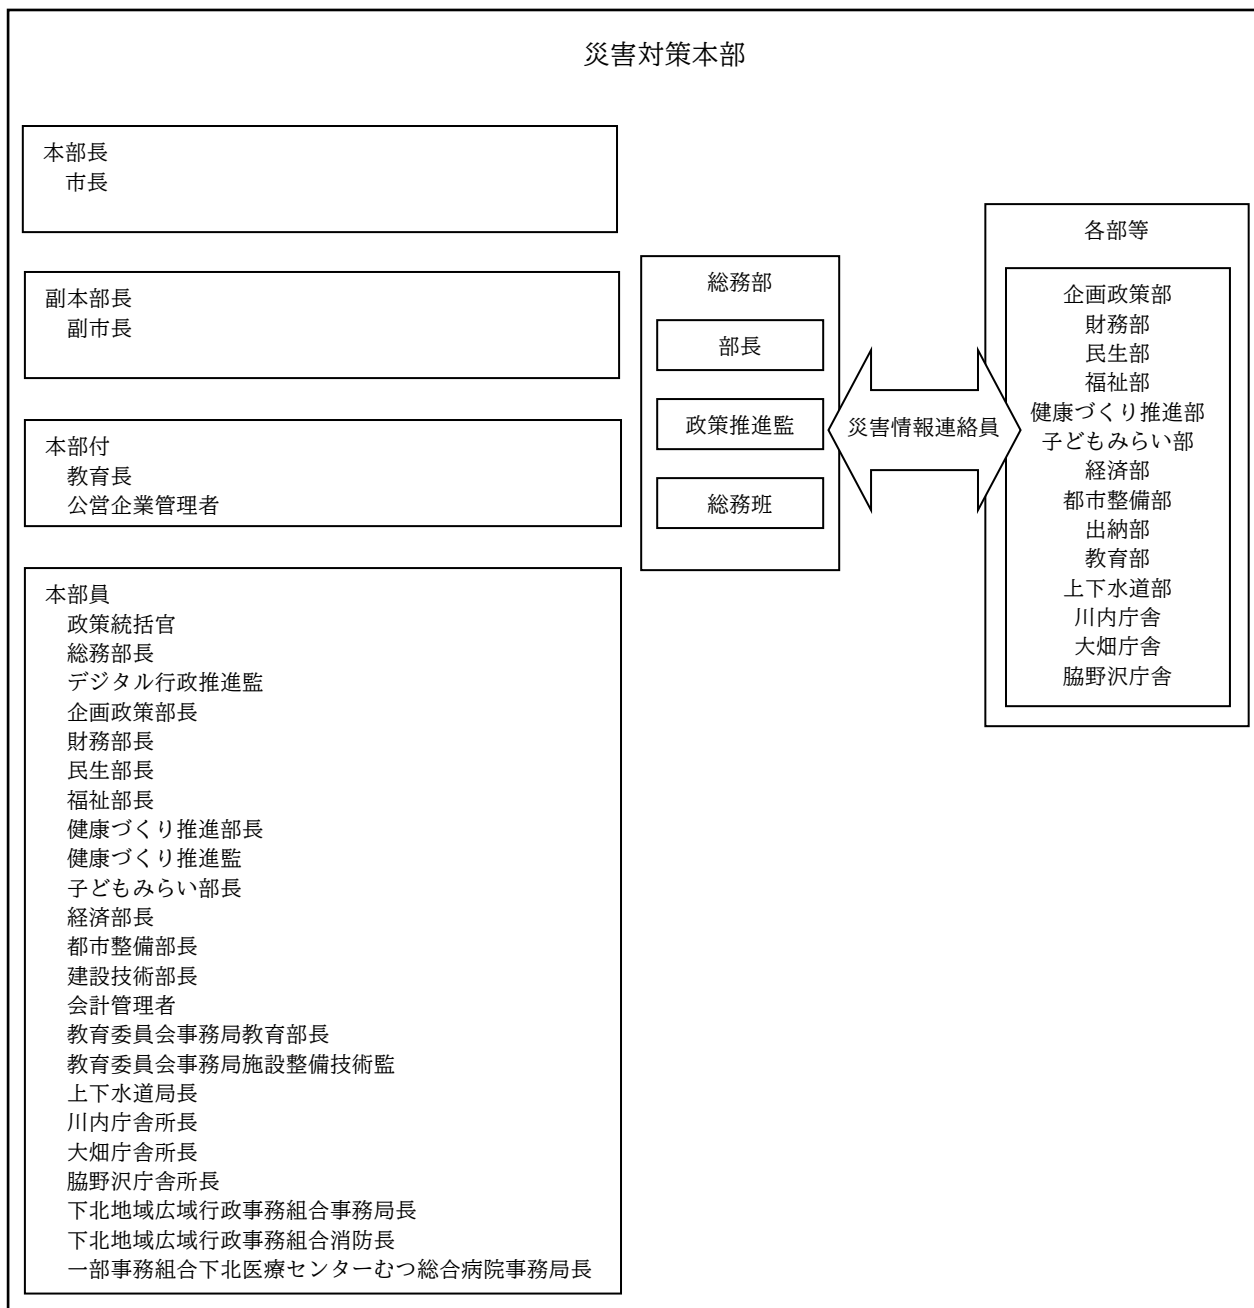 災害対策本部
本部長
市長
副本部長
副市長
本部付
教育長
公営企業管理者
本部員
政策統括官
総務部長
デジタル行政推進監
企画政策部長
財務部長
民生部長
福祉部長
健康づくり推進部長
健康づくり推進監
子どもみらい部長
経済部長
都市整備部長
建設技術部長
会計管理者
教育委員会事務局教育部長
教育委員会事務局施設整備技術監
上下水道局長
川内庁舎所長
大畑庁舎所長
脇野沢庁舎所長
下北地域広域行政事務組合事務局長
下北地域広域行政事務組合消防長
一部事務組合下北医療センターむつ総合病院事務局長
総務部
部長
政策推進監
総務班
災害情報連絡員
各部等
企画政策部
財務部
民生部
福祉部
健康づくり推進部
子どもみらい部
経済部
都市整備部
出納部
教育部
上下水道部
川内庁舎
大畑庁舎
脇野沢庁舎